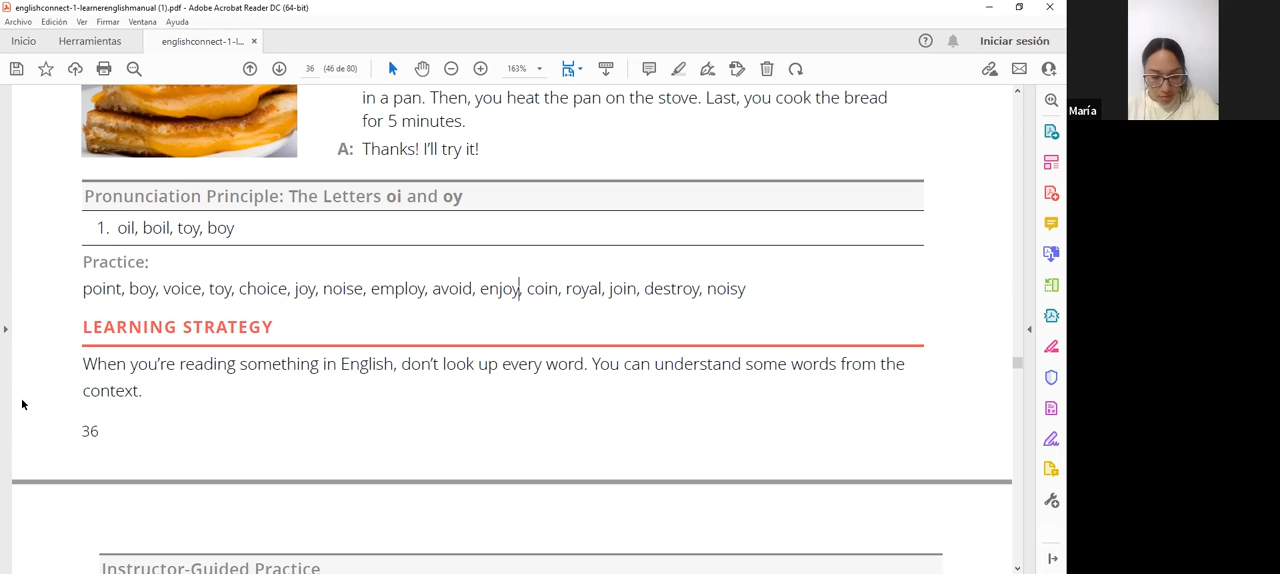 englishconnect-1-learnerenglishmanual (1).pdf - Adobe Acrobat Reader DC (64-bit)
Archivo Edición Ver Firmar Ventana Ayuda
Inicio Herramientas englishconnect-1-l... × Iniciar sesión
36 (46 de 80) 163%
María
in a pan. Then, you heat the pan on the stove. Last, you cook the bread
for 5 minutes.
A: Thanks! I'll try it!
Pronunciation Principle: The Letters oi and oy
1. oil, boil, toy, boy
Practice:
point, boy, voice, toy, choice, joy, noise, employ, avoid, enjoy, coin, royal, join, destroy, noisy
LEARNING STRATEGY
When you're reading something in English, don't look up every word. You can understand some words from the
context.
36
Instructor-Guided Practice